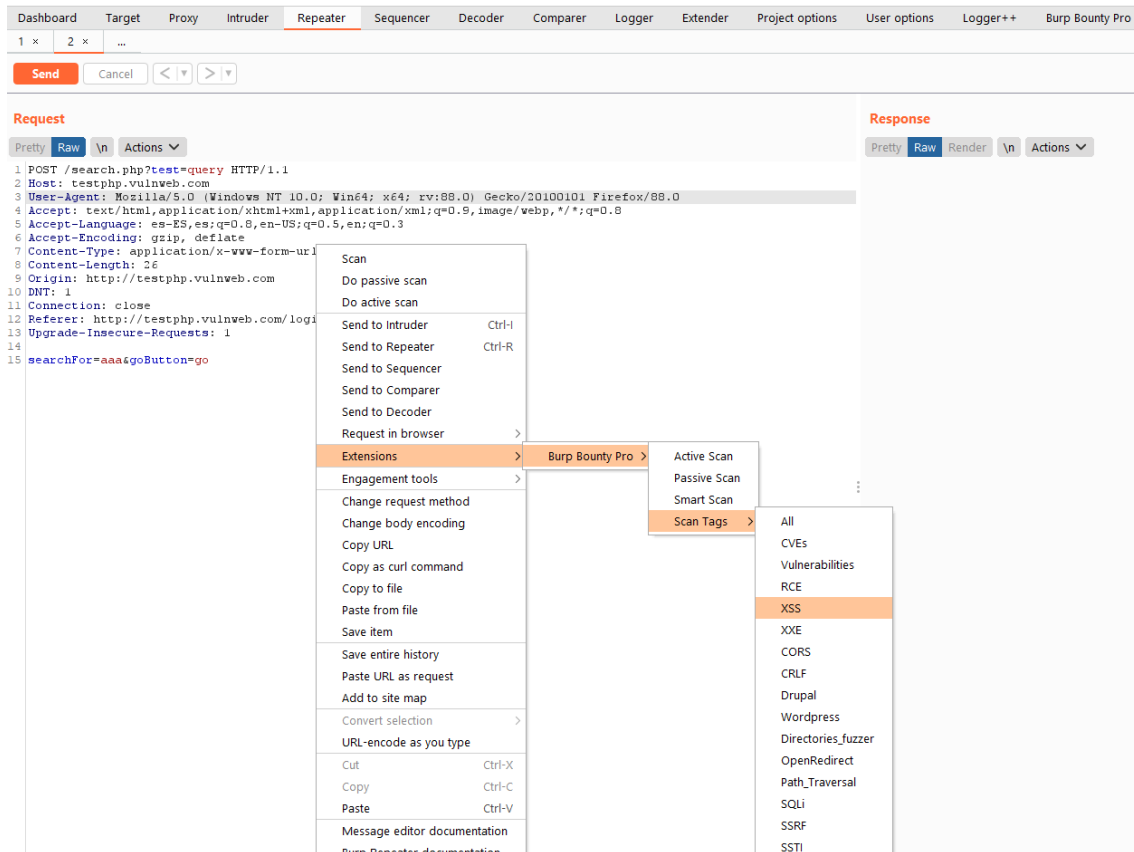 Dashboard Target Proxy Intruder Repeater Sequencer Decoder Comparer Logger Extender Project options User options Logger++ Burp Bounty Pro
1 × 2 × ...
Send Cancel < ▼ > ▼
Request
Pretty Raw \n Actions
1 POST /search.php?test=query HTTP/1.1
2 Host: testphp.vulnweb.com
3 User-Agent: Mozilla/5.0 (Windows NT 10.0; Win64; x64; rv:88.0) Gecko/20100101 Firefox/88.0
4 Accept: text/html,application/xhtml+xml,application/xml;q=0.9,image/webp,*/*;q=0.8
5 Accept-Language: es-ES,es;q=0.8,en-US;q=0.5,en;q=0.3
6 Accept-Encoding: gzip, deflate
7 Content-Type: application/x-www-form-url
8 Content-Length: 26
9 Origin: http://testphp.vulnweb.com
10 DNT: 1
11 Connection: close
12 Referer: http://testphp.vulnweb.com/logi
13 Upgrade-Insecure-Requests: 1
14
15 searchFor=aaa&goButton=go
Response
Pretty Raw Render \n Actions
Scan
Do passive scan
Do active scan
Send to Intruder Ctrl-I
Send to Repeater Ctrl-R
Send to Sequencer
Send to Comparer
Send to Decoder
Request in browser >
Extensions >
Engagement tools >
Change request method
Change body encoding
Copy URL
Copy as curl command
Copy to file
Paste from file
Save item
Save entire history
Paste URL as request
Add to site map
Convert selection >
URL-encode as you type
Cut Ctrl-X
Copy Ctrl-C
Paste Ctrl-V
Message editor documentation
Burp Repeater documentation
Burp Bounty Pro >
Active Scan
Passive Scan
Smart Scan
Scan Tags >
All
CVEs
Vulnerabilities
RCE
XSS
XXE
CORS
CRLF
Drupal
Wordpress
Directories_fuzzer
OpenRedirect
Path_Traversal
SQLi
SSRF
SSTI